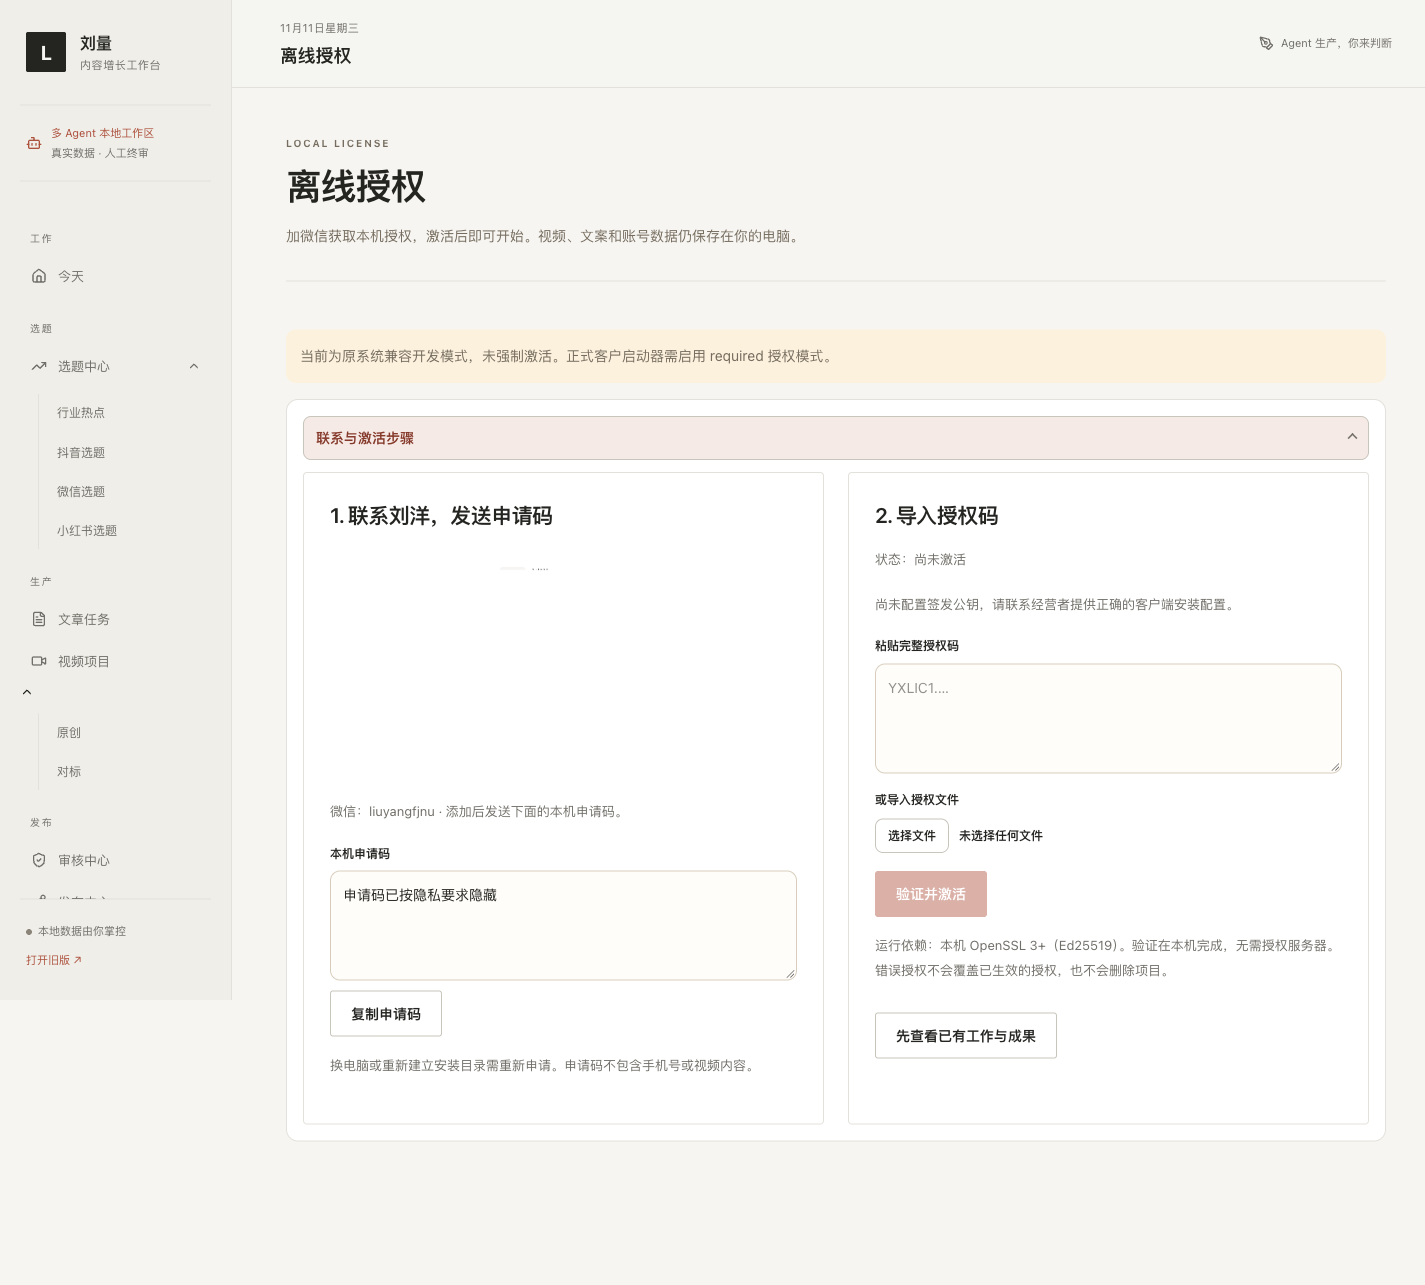 L
刘量
内容增长工作台
多 Agent 本地工作区
真实数据 · 人工终审
工作
今天
选题
选题中心
行业热点
抖音选题
微信选题
小红书选题
生产
文章任务
视频项目
原创
对标
发布
审核中心
本地数据由你掌控
打开旧版 ↗
11月11日星期三
离线授权
Agent 生产，你来判断
LOCAL LICENSE
离线授权
加微信获取本机授权，激活后即可开始。视频、文案和账号数据仍保存在你的电脑。
当前为原系统兼容开发模式，未强制激活。正式客户启动器需启用 required 授权模式。
联系与激活步骤
1. 联系刘洋，发送申请码
微信：liuyangfjnu · 添加后发送下面的本机申请码。
本机申请码
申请码已按隐私要求隐藏
复制申请码
换电脑或重新建立安装目录需重新申请。申请码不包含手机号或视频内容。
2. 导入授权码
状态：尚未激活
尚未配置签发公钥，请联系经营者提供正确的客户端安装配置。
粘贴完整授权码
YXLIC1....
或导入授权文件
选择文件 未选择任何文件
验证并激活
运行依赖：本机 OpenSSL 3+（Ed25519）。验证在本机完成，无需授权服务器。
错误授权不会覆盖已生效的授权，也不会删除项目。
先查看已有工作与成果